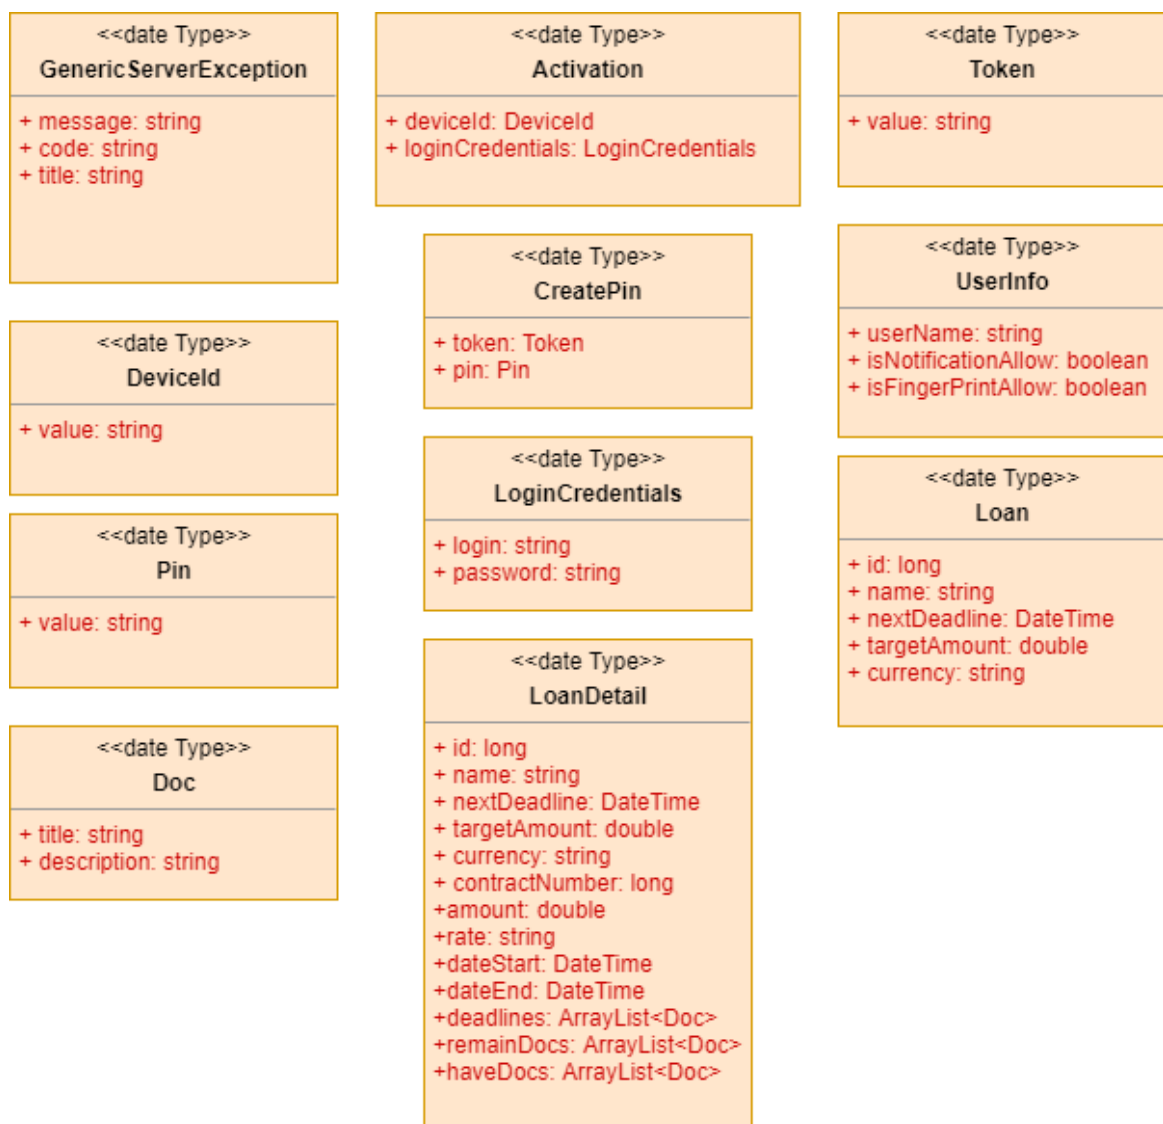 <<date Type>>
GenericServerException
+ message: string
+ code: string
+ title: string
<<date Type>>
Activation
+ deviceId: DeviceId
+ loginCredentials: LoginCredentials
<<date Type>>
Token
+ value: string
<<date Type>>
CreatePin
+ token: Token
+ pin: Pin
<<date Type>>
UserInfo
+ userName: string
+ isNotificationAllow: boolean
+ isFingerPrintAllow: boolean
<<date Type>>
DeviceId
+ value: string
<<date Type>>
LoginCredentials
+ login: string
+ password: string
<<date Type>>
Loan
+ id: long
+ name: string
+ nextDeadline: DateTime
+ targetAmount: double
+ currency: string
<<date Type>>
Pin
+ value: string
<<date Type>>
LoanDetail
+ id: long
+ name: string
+ nextDeadline: DateTime
+ targetAmount: double
+ currency: string
+ contractNumber: long
+amount: double
+rate: string
+dateStart: DateTime
+dateEnd: DateTime
+deadlines: ArrayList<Doc>
+remainDocs: ArrayList<Doc>
+haveDocs: ArrayList<Doc>
<<date Type>>
Doc
+ title: string
+ description: string